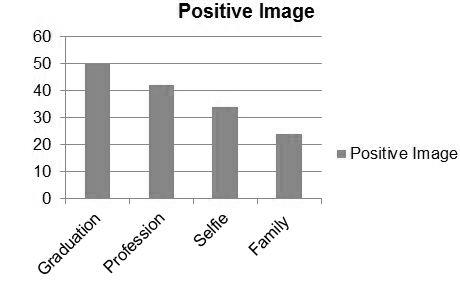 Positive Image
60
50
40
30
20
10
0
Graduation
Profession
Selfie
Family
Positive Image